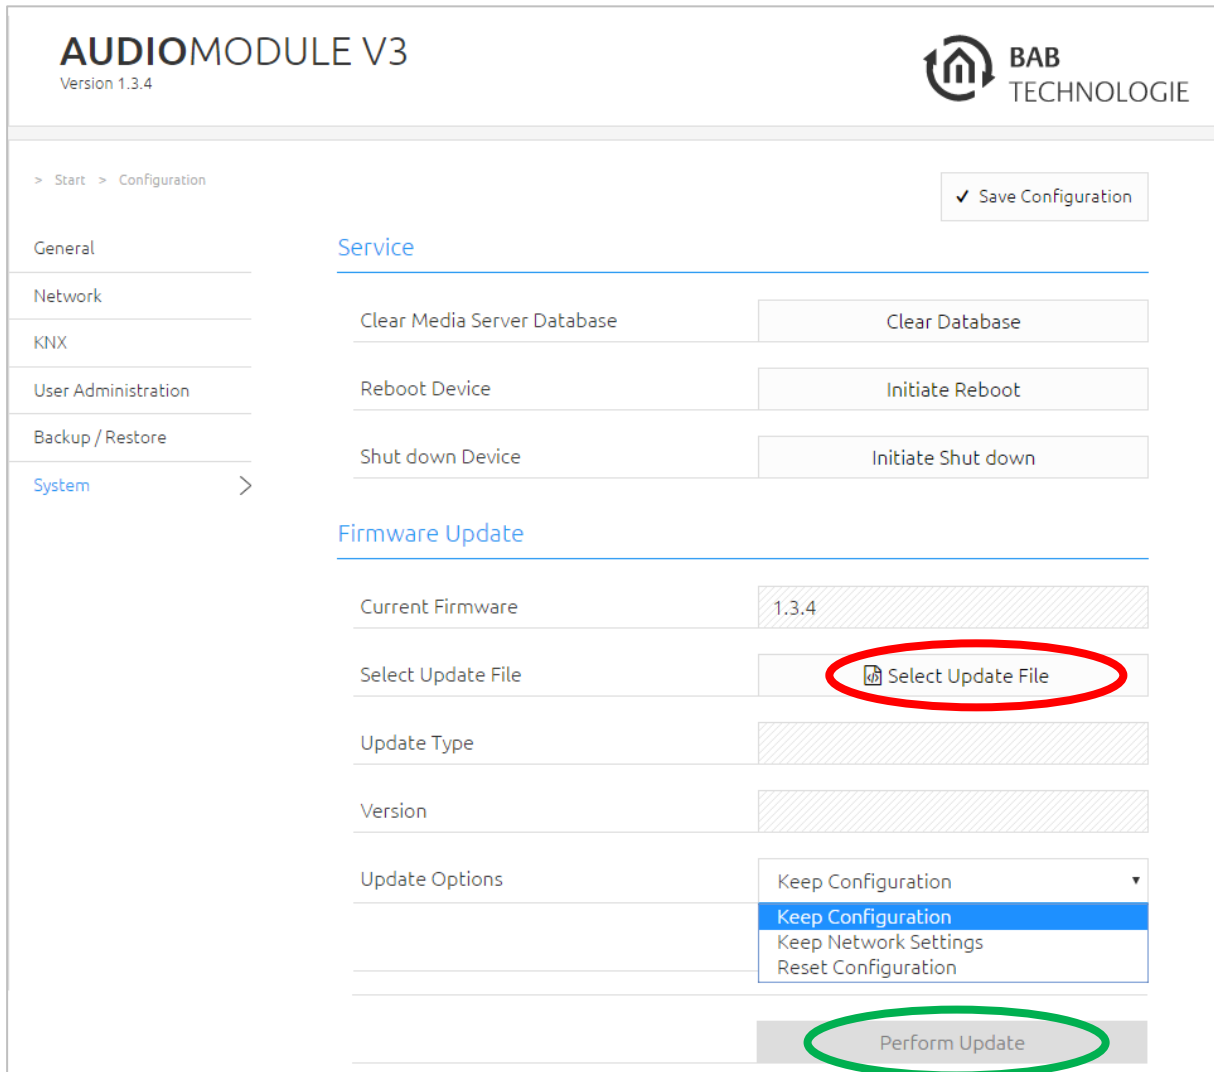 AUDIOMODULE V3
Version 1.3.4
BAB
TECHNOLOGIE
> Start > Configuration
✓ Save Configuration
General
Network
KNX
User Administration
Backup / Restore
System
Service
Clear Media Server Database Clear Database
Reboot Device Initiate Reboot
Shut down Device Initiate Shut down
Firmware Update
Current Firmware 1.3.4
Select Update File Select Update File
Update Type
Version
Update Options Keep Configuration
Keep Configuration
Keep Network Settings
Reset Configuration
Perform Update